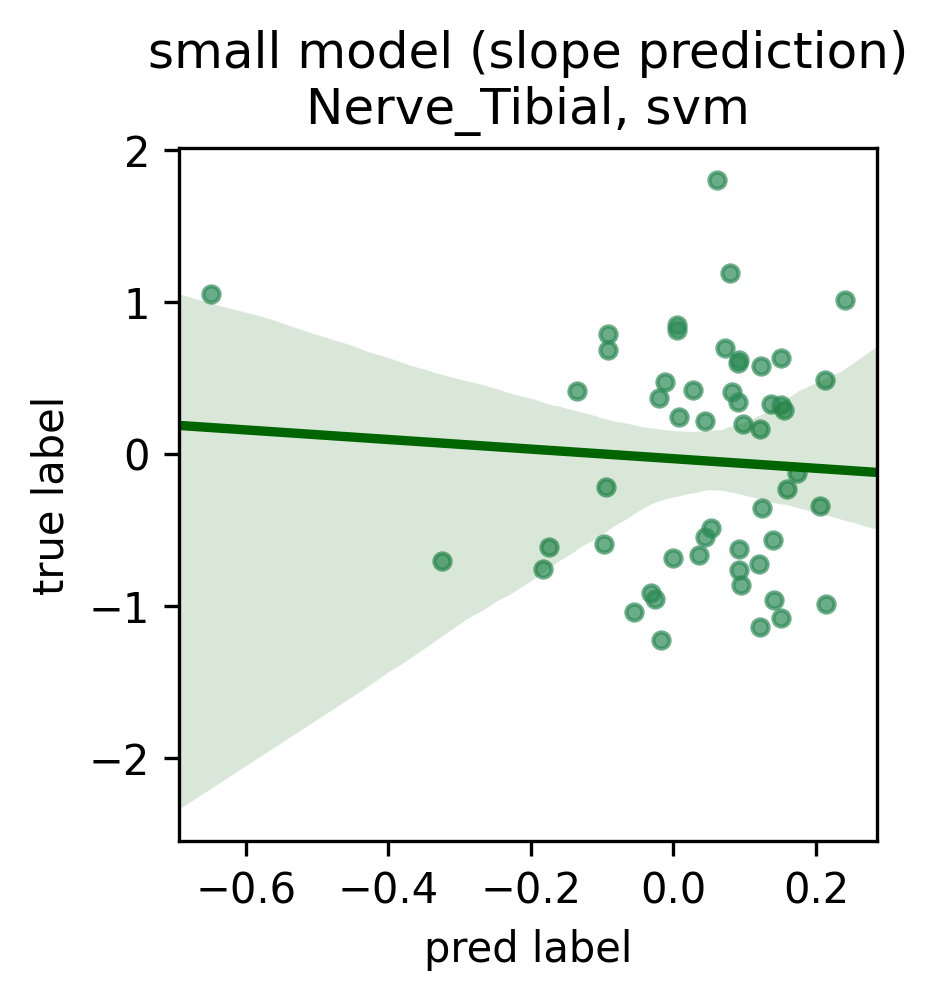 small model (slope prediction)
Nerve_Tibial, svm
2
1
0
−1
−2
true label
−0.6 −0.4 −0.2 0.0 0.2
pred label